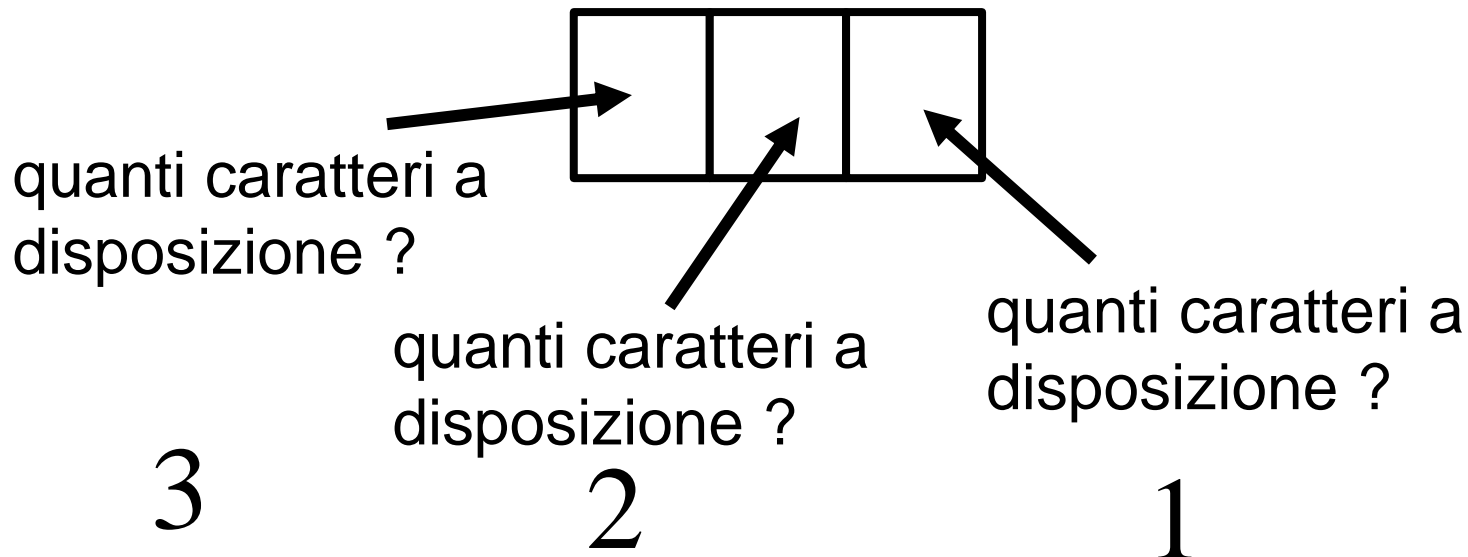 quanti caratteri a
disposizione ?
quanti caratteri a
disposizione ?
quanti caratteri a
disposizione ?
3
2
1